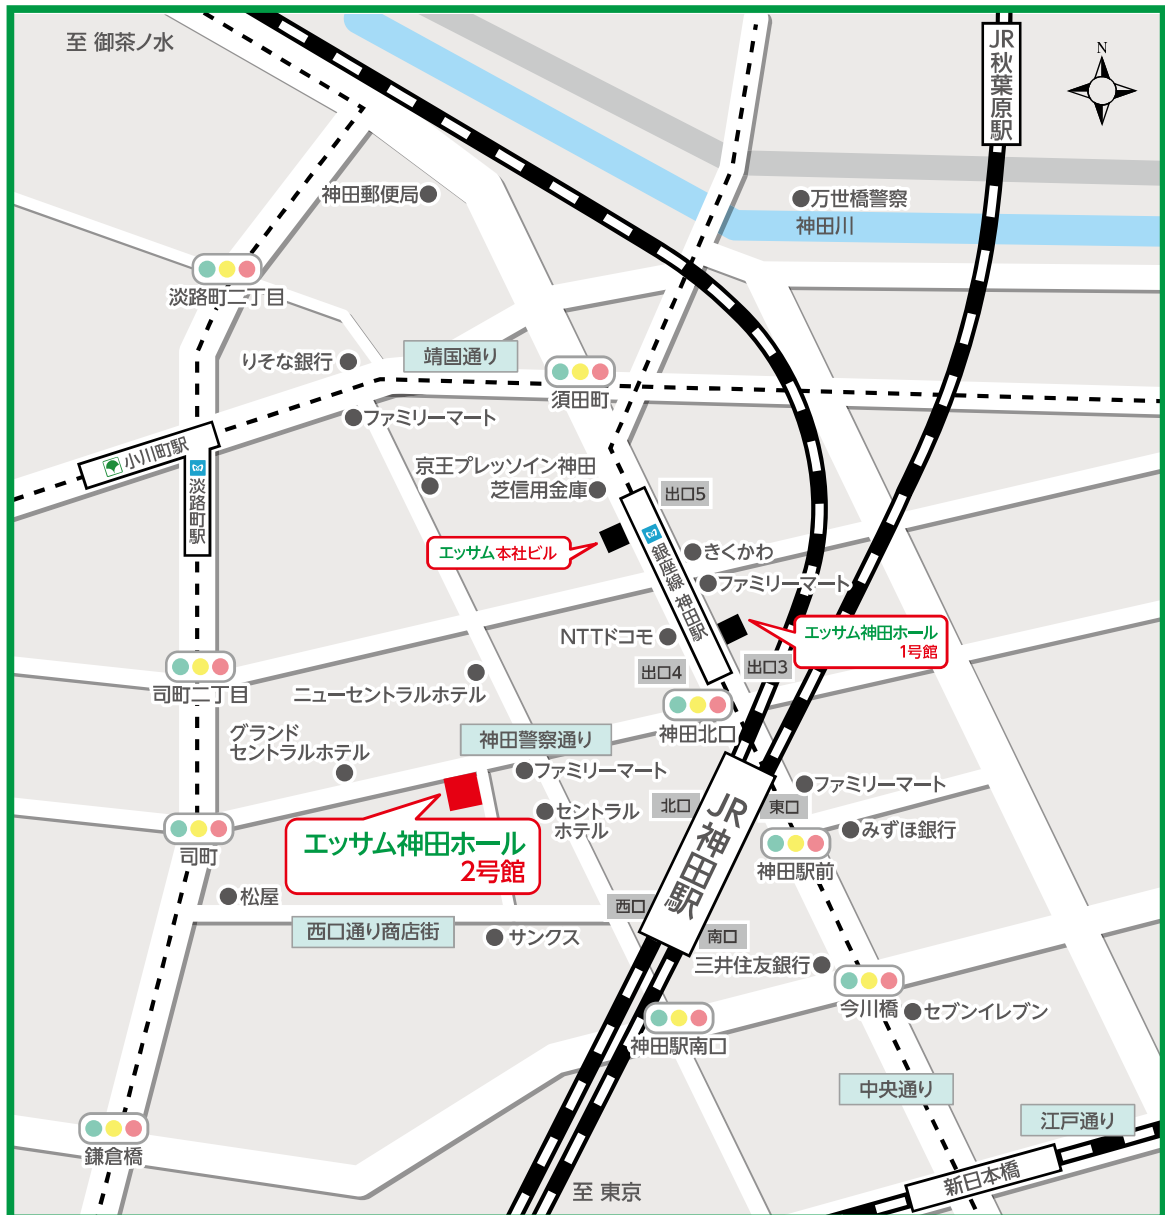 至 御茶ノ水
N
JR秋葉原駅
神田郵便局
万世橋警察
神田川
淡路町二丁目
りそな銀行
靖国通り
須田町
ファミリーマート
小川町駅
淡路町駅
京王プレッソイン神田
芝信用金庫
出口5
エッサム本社ビル
銀座線 神田駅
きくかわ
ファミリーマート
NTTドコモ
エッサム神田ホール
1号館
出口4
出口3
司町二丁目
ニューセントラルホテル
神田北口
グランド
セントラルホテル
神田警察通り
ファミリーマート
ファミリーマート
北口
東口
JR神田駅
セントラル
ホテル
みずほ銀行
エッサム神田ホール
2号館
司町
神田駅前
松屋
西口
西口通り商店街
サンクス
南口
三井住友銀行
今川橋
セブンイレブン
神田駅南口
中央通り
江戸通り
鎌倉橋
新日本橋
至 東京